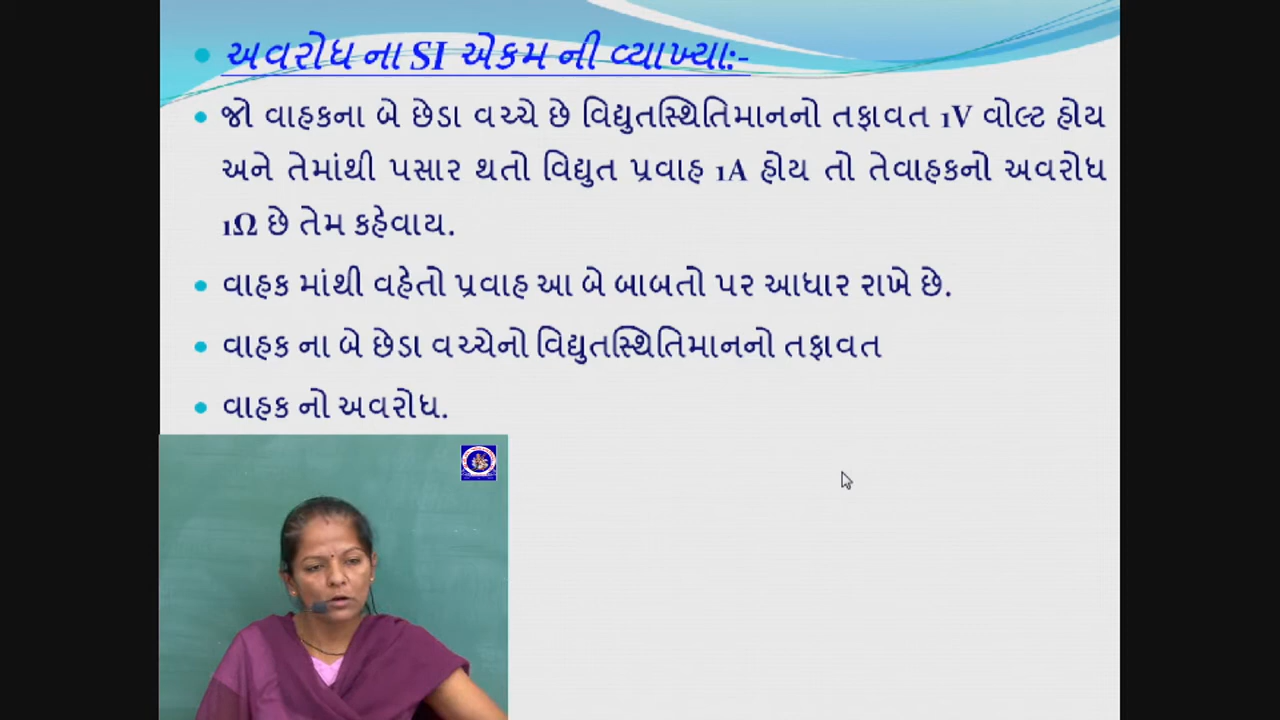 અવરોધ ના SI એકમ ની વ્યાખ્યા:-
જો વાહકના બે છેડા વચ્ચે છે વિદ્યુતસ્થિતિમાનનો તફાવત 1V વોલ્ટ હોય
અને તેમાંથી પસાર થતો વિદ્યુત પ્રવાહ 1A હોય તો તેવાહકનો અવરોધ
1Ω છે તેમ કહેવાય.
વાહક માંથી વહેતો પ્રવાહ આ બે બાબતો પર આધાર રાખે છે.
વાહક ના બે છેડા વચ્ચેનો વિદ્યુતસ્થિતિમાનનો તફાવત
વાહક નો અવરોધ.